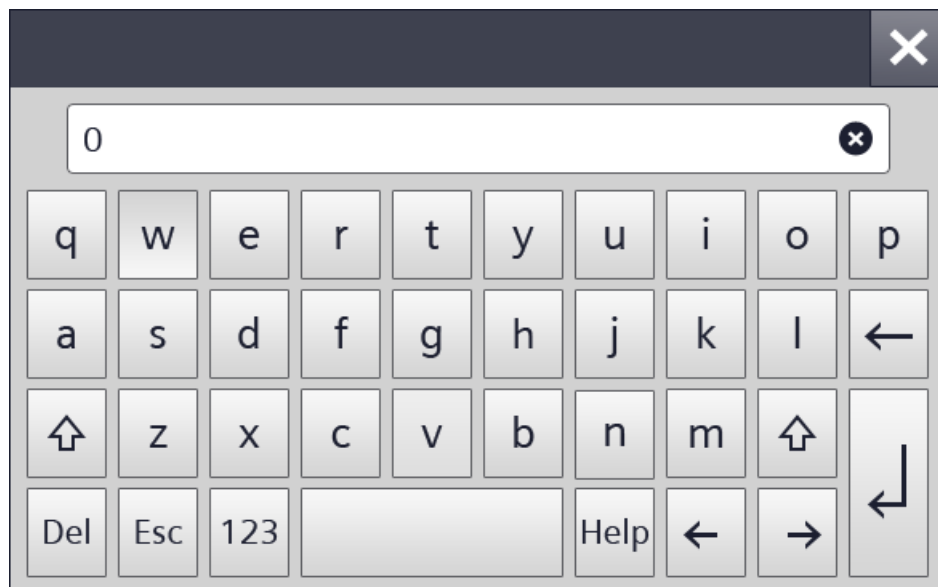 0
q w e r t y u i o p
a s d f g h j k l
z x c v b n m
Del Esc 123 Help